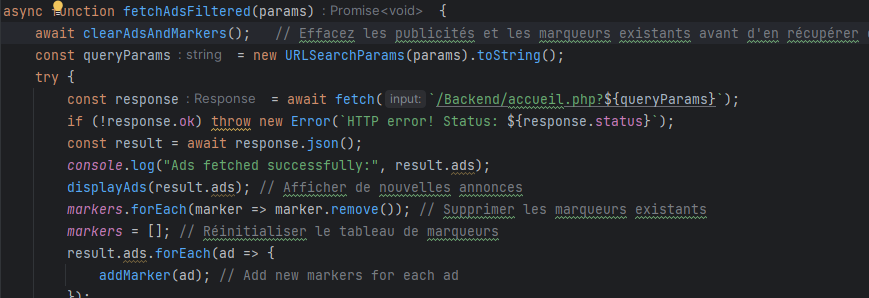 async function fetchAdsFiltered(params) : Promise<void> {
await clearAdsAndMarkers(); // Effacez les publicités et les marqueurs existants avant d'en récupérer
const queryParams : string = new URLSearchParams(params).toString();
try {
const response : Response = await fetch( input: `/Backend/accueil.php?${queryParams}`);
if (!response.ok) throw new Error(`HTTP error! Status: ${response.status}`);
const result = await response.json();
console.log("Ads fetched successfully:", result.ads);
displayAds(result.ads); // Afficher de nouvelles annonces
markers.forEach(marker => marker.remove()); // Supprimer les marqueurs existants
markers = []; // Réinitialiser le tableau de marqueurs
result.ads.forEach(ad => {
addMarker(ad); // Add new markers for each ad
});